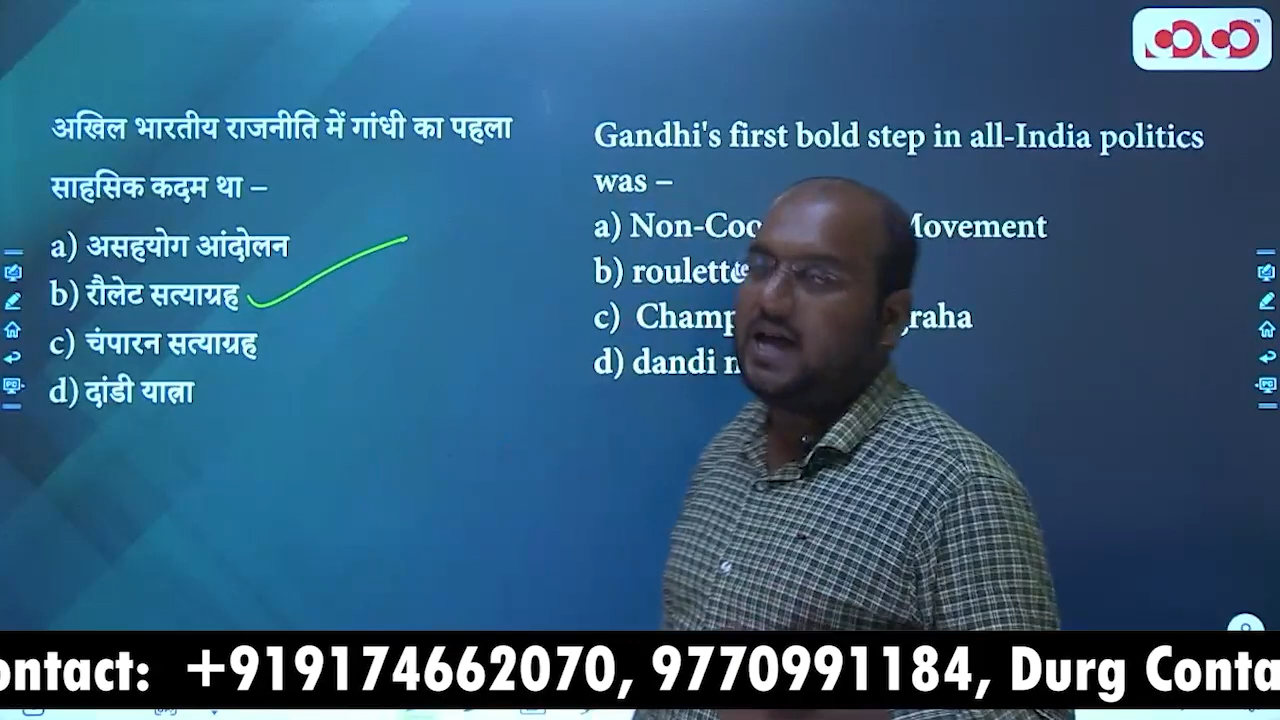 अखिल भारतीय राजनीति में गांधी का पहला
साहसिक कदम था –
a) असहयोग आंदोलन
b) रौलेट सत्याग्रह
c) चंपारन सत्याग्रह
d) दांडी यात्रा
Gandhi's first bold step in all-India politics
was –
a) Non-Coo Movement
b) roulette
c) Champ graha
d) dandi
ontact: +919174662070, 9770991184, Durg Conta